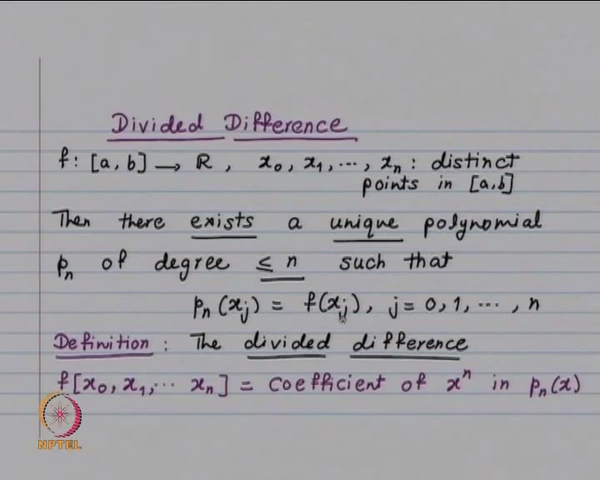 Divided Difference
f: [a, b] → ℝ, x₀, x₁, ⋯, xₙ : distinct
points in [a,b]
Then there exists a unique polynomial
pₙ of degree ≤ n such that
pₙ(xⱼ) = f(xⱼ), j = 0, 1, ⋯, n
Definition : The divided difference
f[x₀, x₁, ⋯ xₙ] = coefficient of xⁿ in pₙ(x)
NPTEL